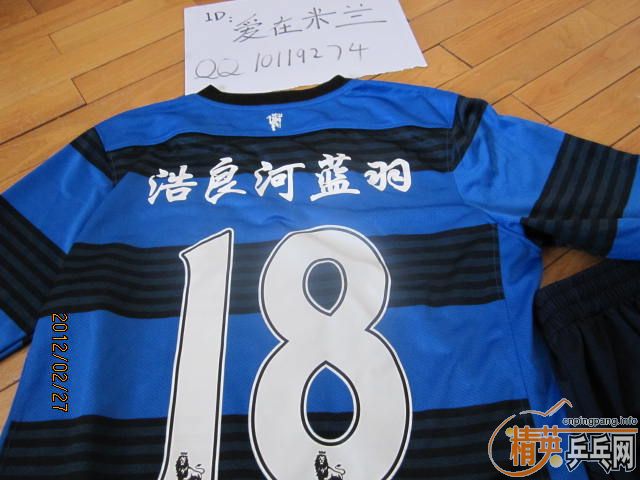 ID: 爱在米兰
QQ 10119274
浩良河蓝羽
18
2012/02/27
cnpingpang.info
精英乒乓网